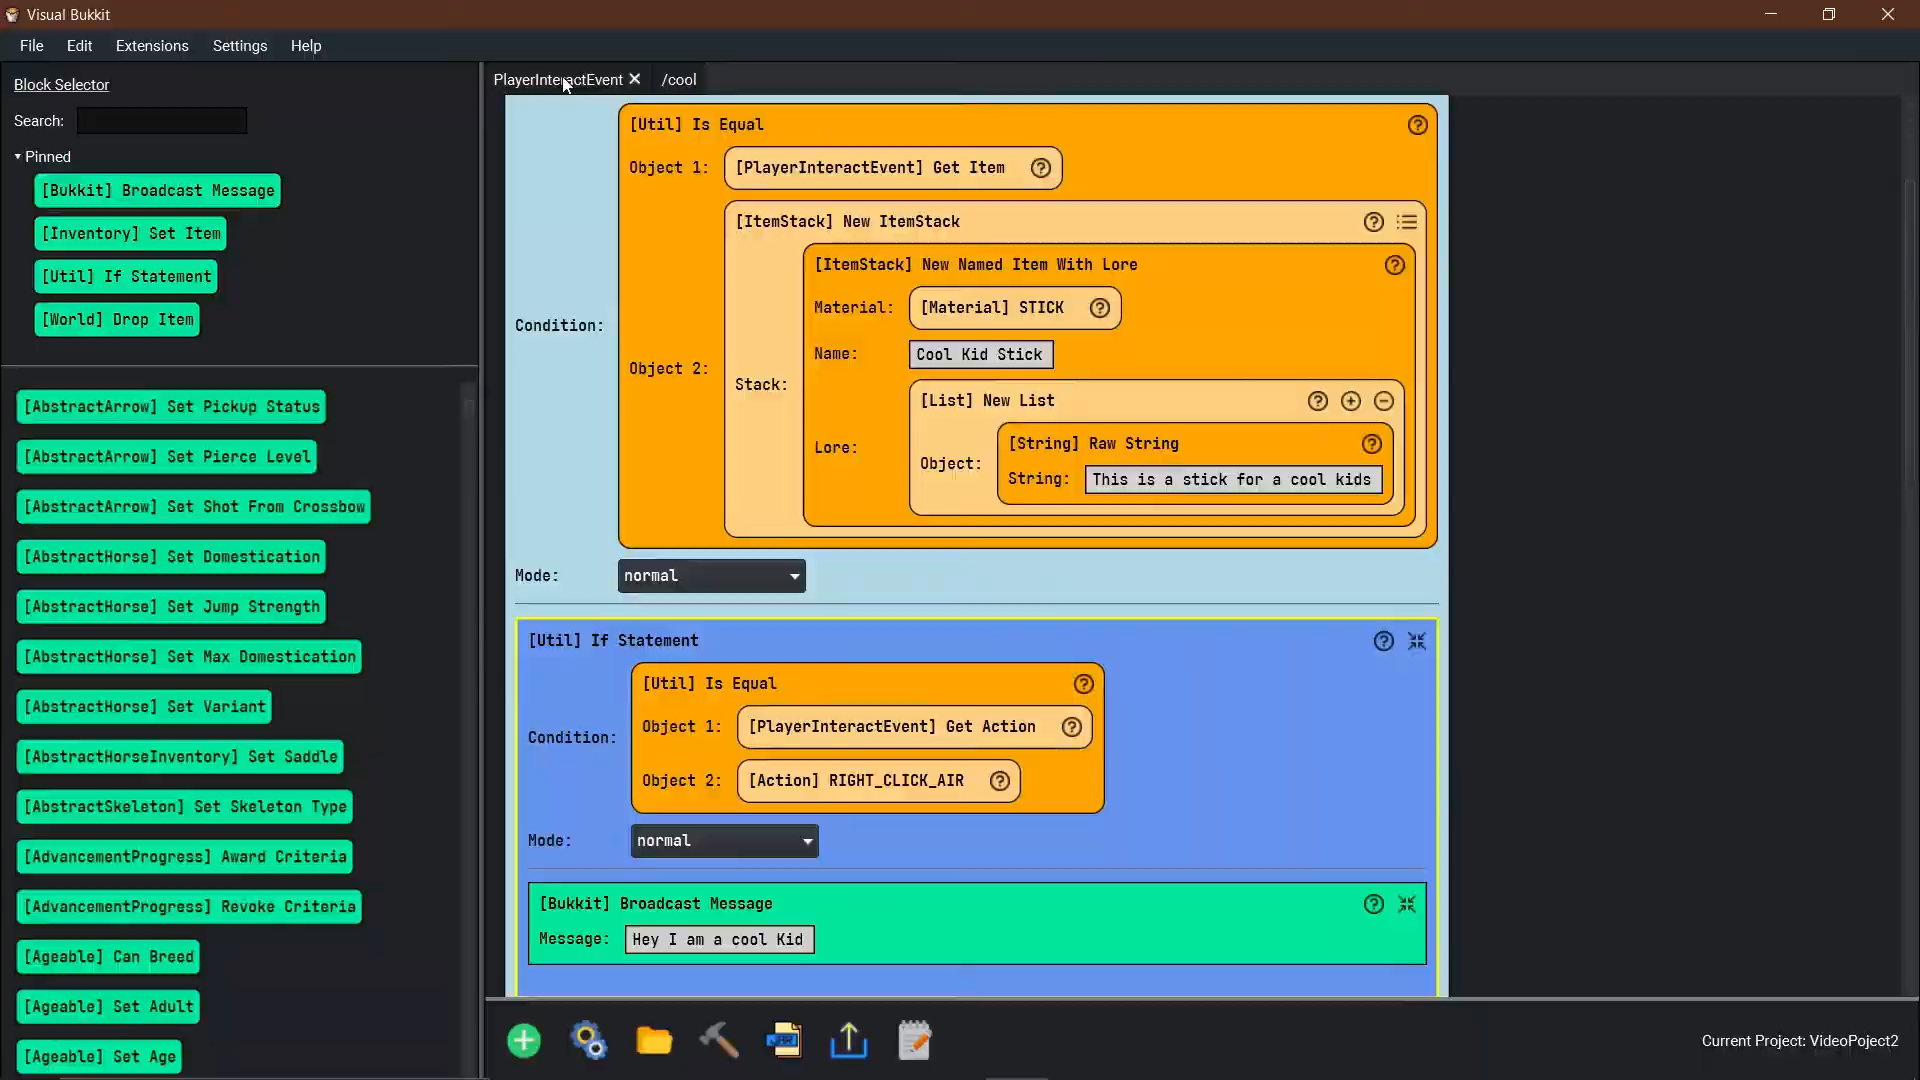 Visual Bukkit
File Edit Extensions Settings Help
Block Selector
Search:
Pinned
[Bukkit] Broadcast Message
[Inventory] Set Item
[Util] If Statement
[World] Drop Item
[AbstractArrow] Set Pickup Status
[AbstractArrow] Set Pierce Level
[AbstractArrow] Set Shot From Crossbow
[AbstractHorse] Set Domestication
[AbstractHorse] Set Jump Strength
[AbstractHorse] Set Max Domestication
[AbstractHorse] Set Variant
[AbstractHorseInventory] Set Saddle
[AbstractSkeleton] Set Skeleton Type
[AdvancementProgress] Award Criteria
[AdvancementProgress] Revoke Criteria
[Ageable] Can Breed
[Ageable] Set Adult
[Ageable] Set Age
PlayerInteractEvent /cool
Condition:
[Util] Is Equal
Object 1: [PlayerInteractEvent] Get Item
Object 2:
[ItemStack] New ItemStack
Stack:
[ItemStack] New Named Item With Lore
Material: [Material] STICK
Name: Cool Kid Stick
Lore:
[List] New List
Object:
[String] Raw String
String: This is a stick for a cool kids
Mode: normal
[Util] If Statement
Condition:
[Util] Is Equal
Object 1: [PlayerInteractEvent] Get Action
Object 2: [Action] RIGHT_CLICK_AIR
Mode: normal
[Bukkit] Broadcast Message
Message: Hey I am a cool Kid
JAR
Current Project: VideoPoject2